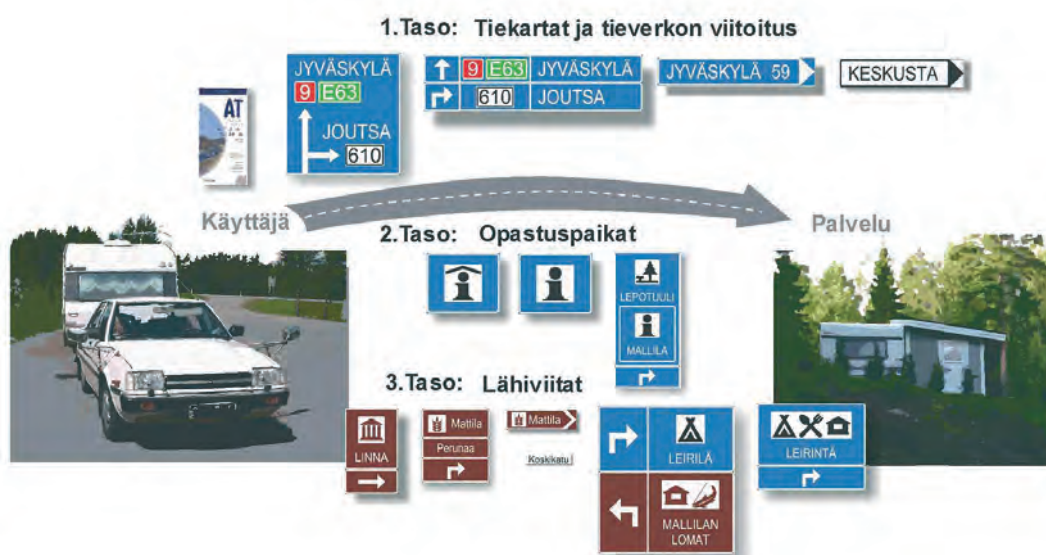 1.Taso: Tiekartat ja tieverkon viitoitus
AT
JYVÄSKYLÄ
9 E63
JOUTSA
610
9 E63 JYVÄSKYLÄ
610 JOUTSA
JYVÄSKYLÄ 59
KESKUSTA
Käyttäjä
Palvelu
2.Taso: Opastuspaikat
i
i
LEPOTUULI
i
MALLILA
3.Taso: Lähiviitat
LINNA
Mattila
Perunaa
Mattila
Koskikatu
LEIRILÄ
MALLILAN
LOMAT
LEIRINTÄ